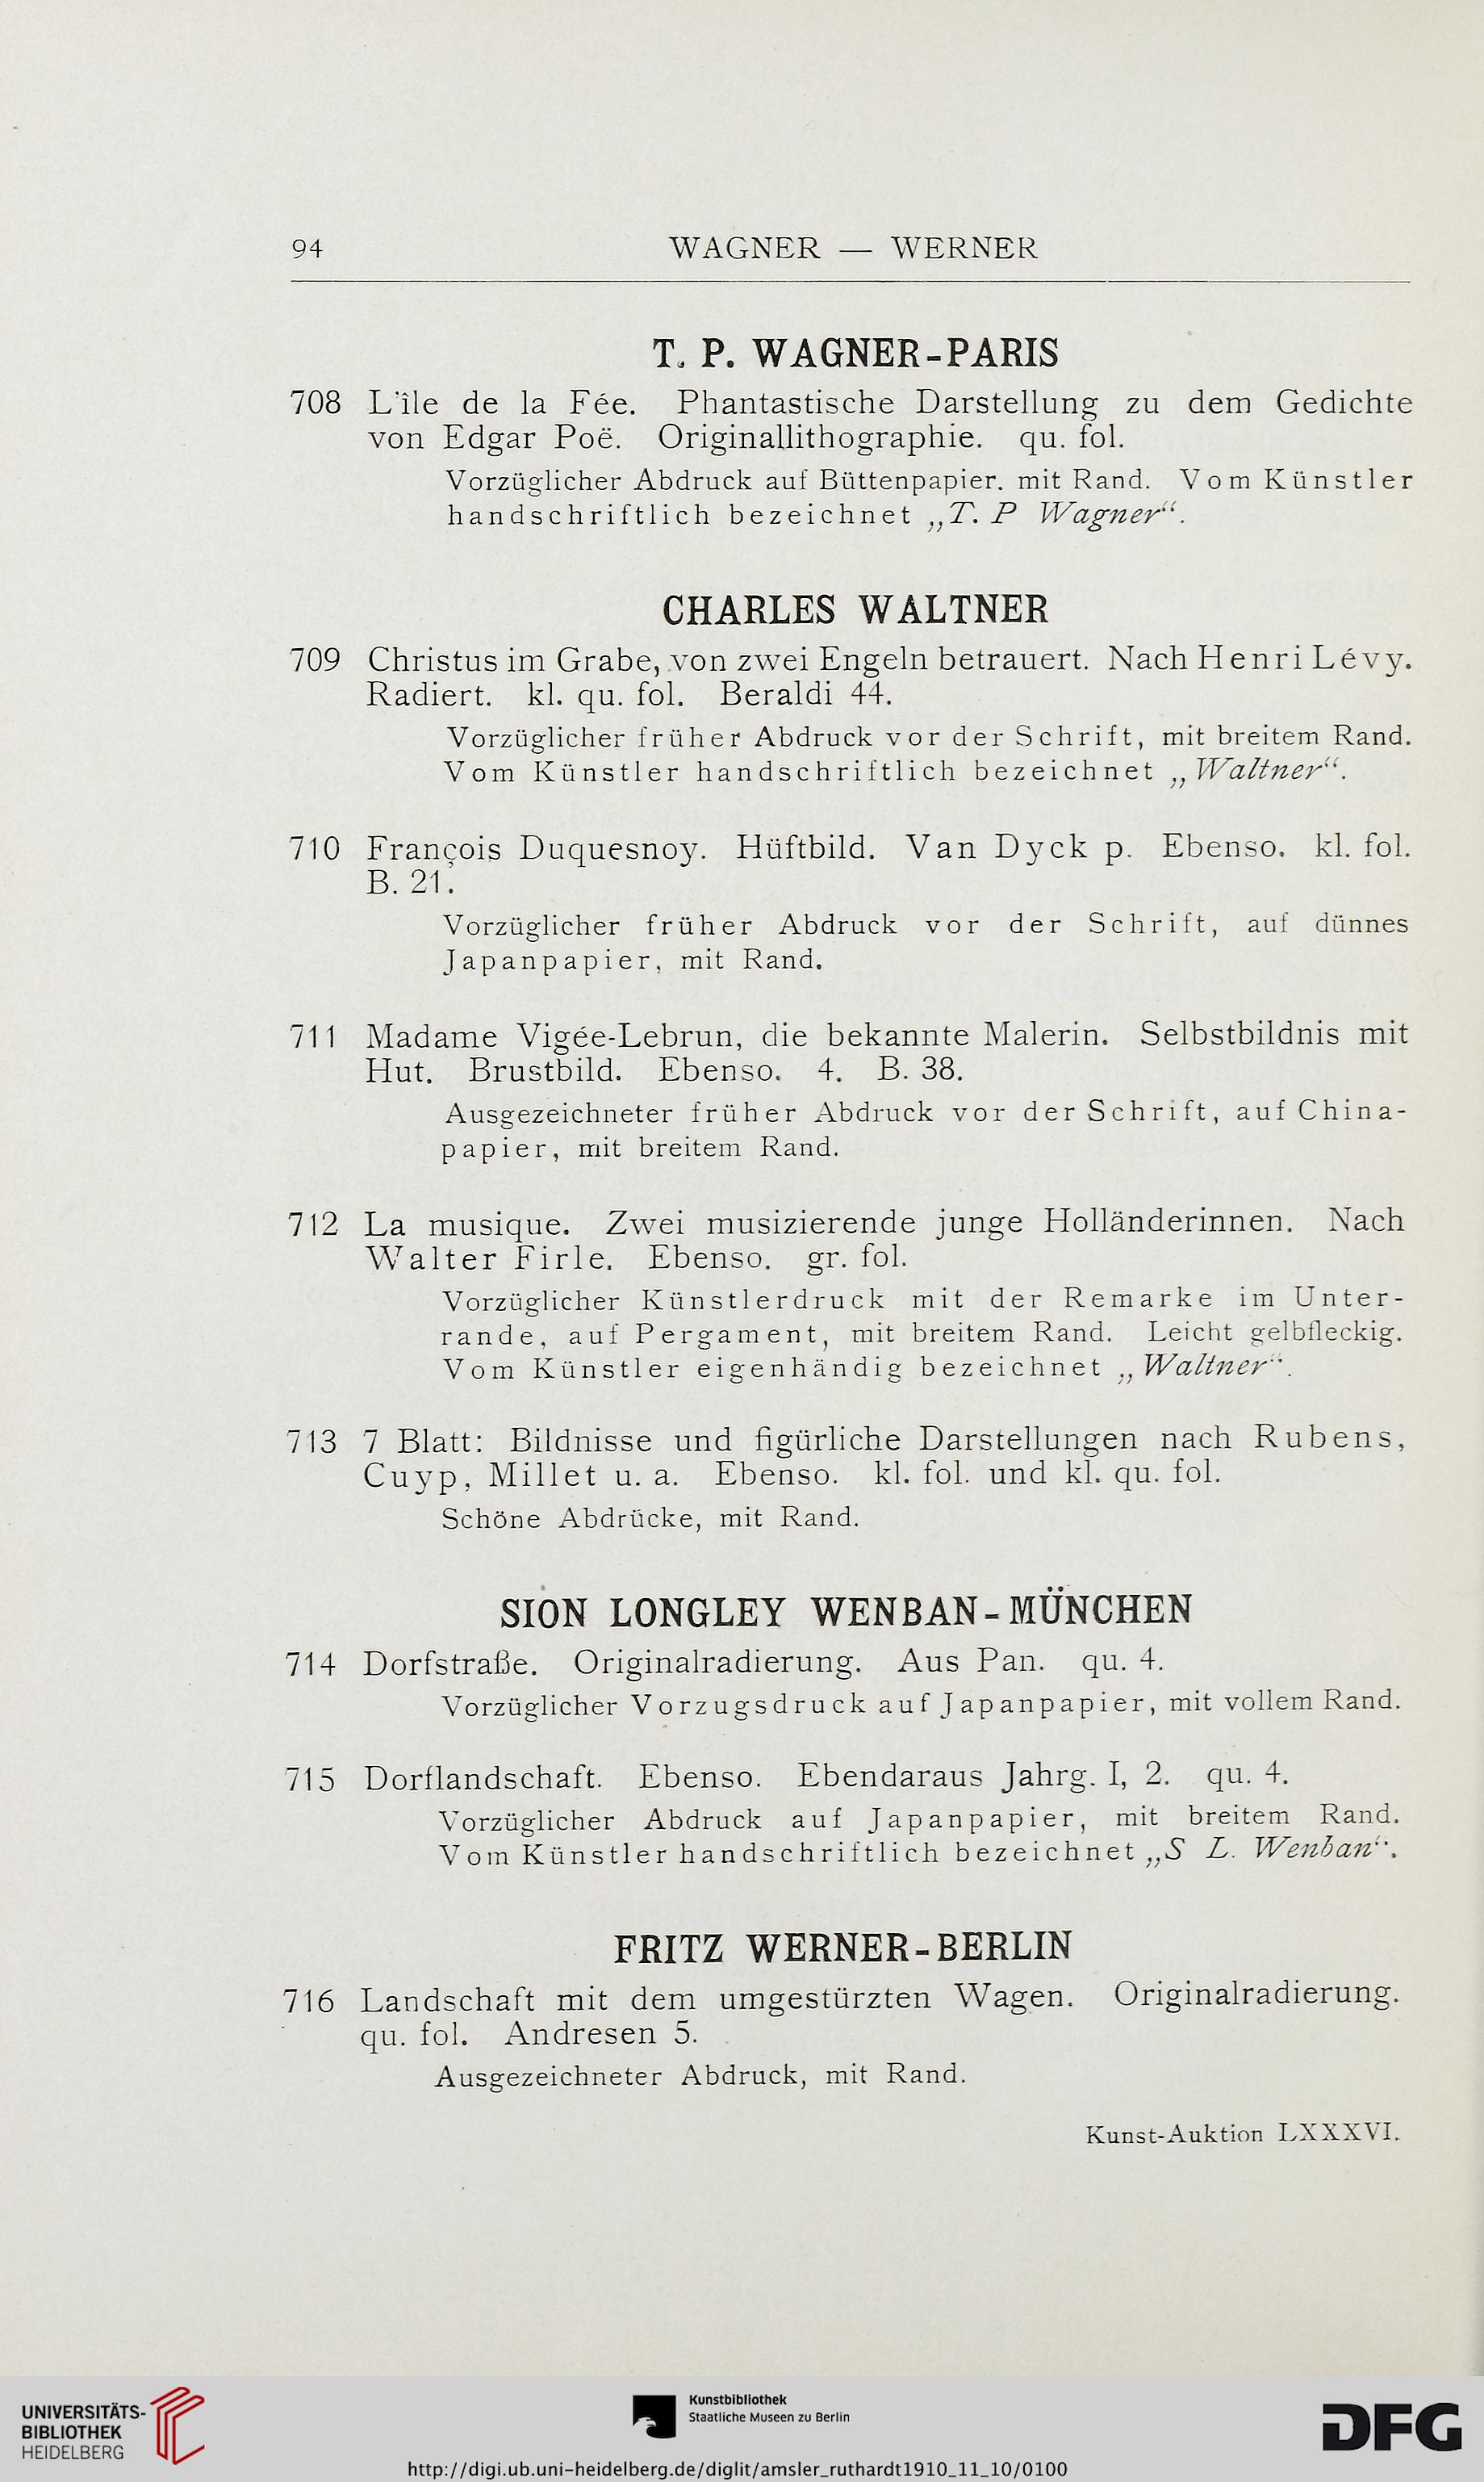 94
WAGNER — WERNER
T. P. WAGNER-PARIS
708 L'île de la Fée. Phantastische Darstellung zu dem Gedichte
von Edgar Poë. Originallithographie. qu. fol.
Vorzüglicher Abdruck auf Büttenpapier. mit Rand. Vom Künstler
handschriftlich bezeichnet „T. P Wagner“.
CHARLES WALTNER
709 Christus im Grabe, von zwei Engeln betrauert. Nach Henri Lévy.
Radiert. kl. qu. fol. Beraldi 44.
Vorzüglicher früher Abdruck vor der Schrift, mit breitem Rand.
Vom Künstler handschriftlich bezeichnet „Waltner“.
710 François Duquesnoy. Hüftbild. Van Dyck p. Ebenso. kl. fol.
B. 21.
Vorzüglicher früher Abdruck vor der Schrift, auf dünnes
Japanpapier, mit Rand.
711 Madame Vigée-Lebrun, die bekannte Malerin. Selbstbildnis mit
Hut. Brustbild. Ebenso. 4. B. 38.
Ausgezeichneter früher Abdruck vor der Schrift, auf China-
papier, mit breitem Rand.
712 La musique. Zwei musizierende junge Holländerinnen. Nach
Walter Firle. Ebenso. gr. fol.
Vorzüglicher Künstlerdruck mit der Remarke im Unter-
rande, auf Pergament, mit breitem Rand. Leicht gelbfleckig.
Vom Künstler eigenhändig bezeichnet „Waltner“.
713 7 Blatt: Bildnisse und figürliche Darstellungen nach Rubens,
Cuyp, Millet u. a. Ebenso. kl. fol. und kl. qu. fol.
Schöne Abdrücke, mit Rand.
SION LONGLEY WENBAN-MÜNCHEN
714 Dorfstraße. Originalradierung. Aus Pan. qu. 4.
Vorzüglicher Vorzugsdruck auf Japanpapier, mit vollem Rand.
715 Dorflandschaft. Ebenso. Ebendaraus Jahrg. I, 2. qu. 4.
Vorzüglicher Abdruck auf Japanpapier, mit breitem Rand.
Vom Künstler handschriftlich bezeichnet „S L. Wenban“.
FRITZ WERNER-BERLIN
716 Landschaft mit dem umgestürzten Wagen. Originalradierung.
qu. fol. Andresen 5.
Ausgezeichneter Abdruck, mit Rand.
Kunst-Auktion LXXXVI.
UNIVERSITÄTS-
BIBLIOTHEK
HEIDELBERG
Kunstbibliothek
Staatliche Museen zu Berlin
DFG
http://digi.ub.uni-heidelberg.de/diglit/amsler_ruthardt1910_11_10/0100